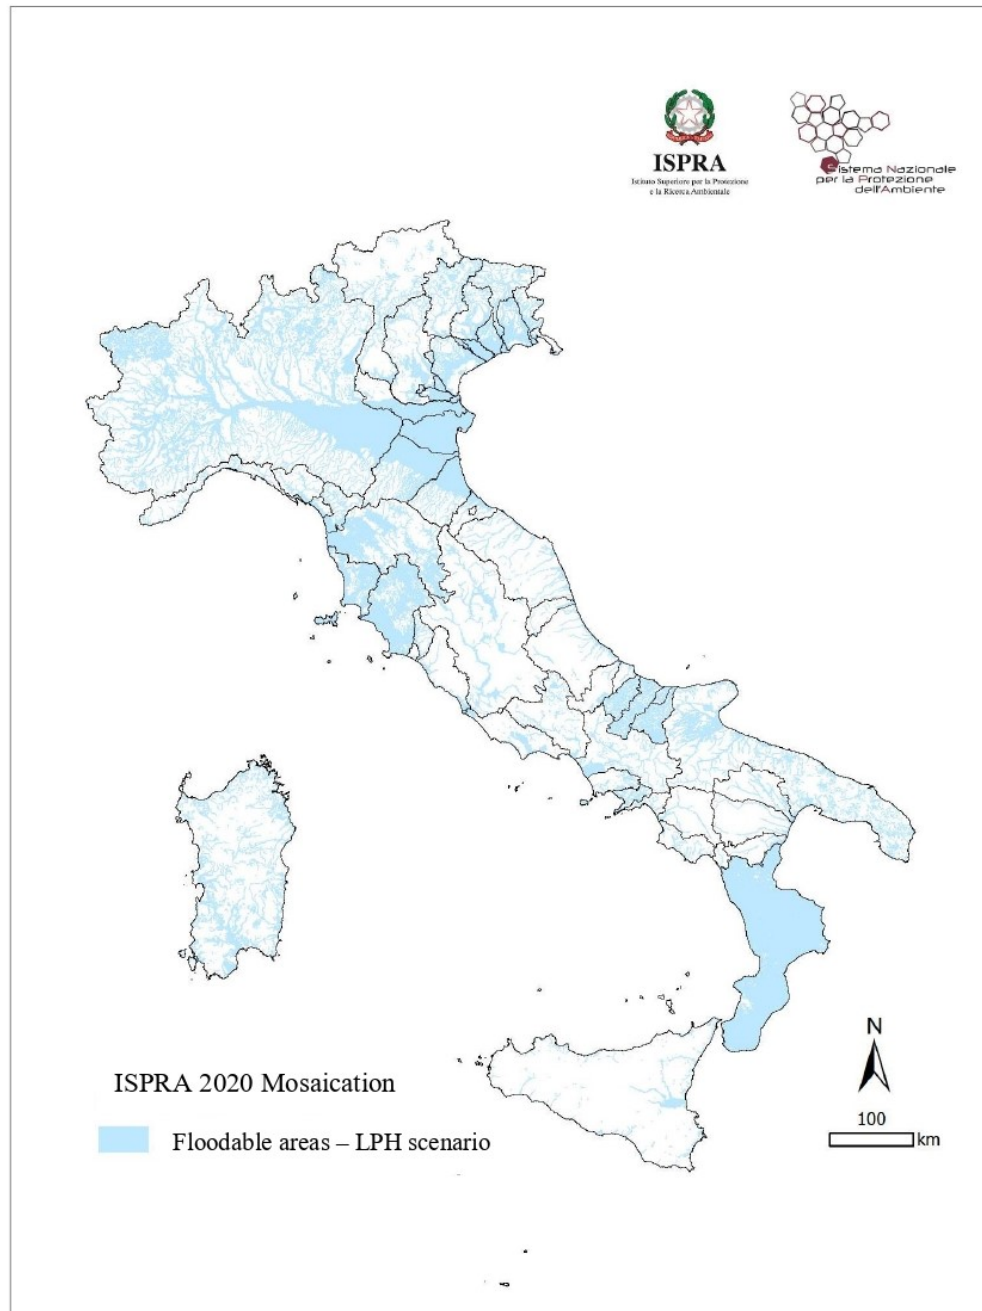 ISPRA
Istituto Superiore per la Protezione
e la Ricerca Ambientale
Sistema Nazionale
per la Protezione
dell'Ambiente
N
100
km
ISPRA 2020 Mosaication
Floodable areas – LPH scenario